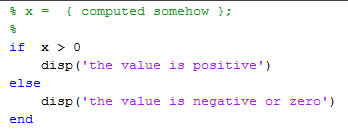 % x =  { computed somehow };
%
if  x > 0
    disp('the value is positive')
else
    disp('the value is negative or zero')
end